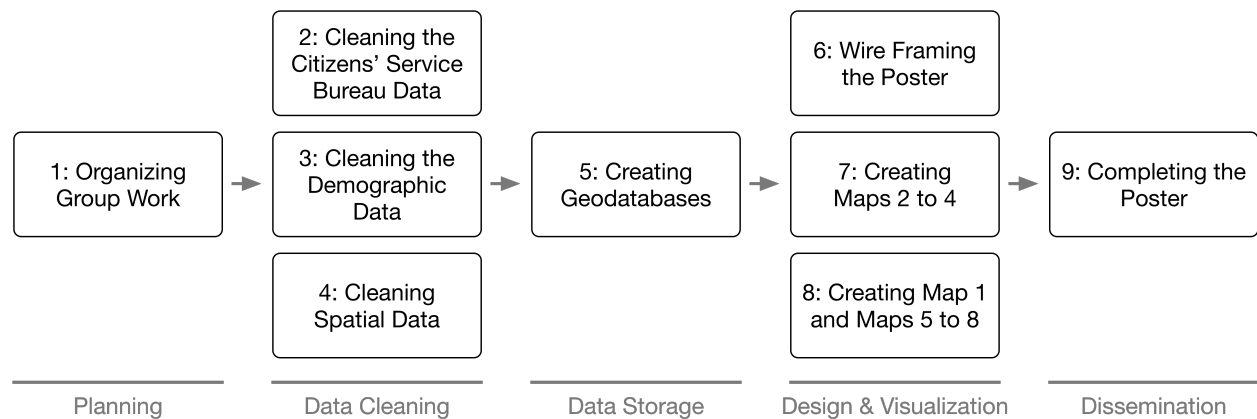 1: Organizing
Group Work
2: Cleaning the
Citizens’ Service
Bureau Data
3: Cleaning the
Demographic
Data
4: Cleaning
Spatial Data
5: Creating
Geodatabases
6: Wire Framing
the Poster
7: Creating
Maps 2 to 4
8: Creating Map 1
and Maps 5 to 8
9: Completing the
Poster
Planning
Data Cleaning
Data Storage
Design & Visualization
Dissemination